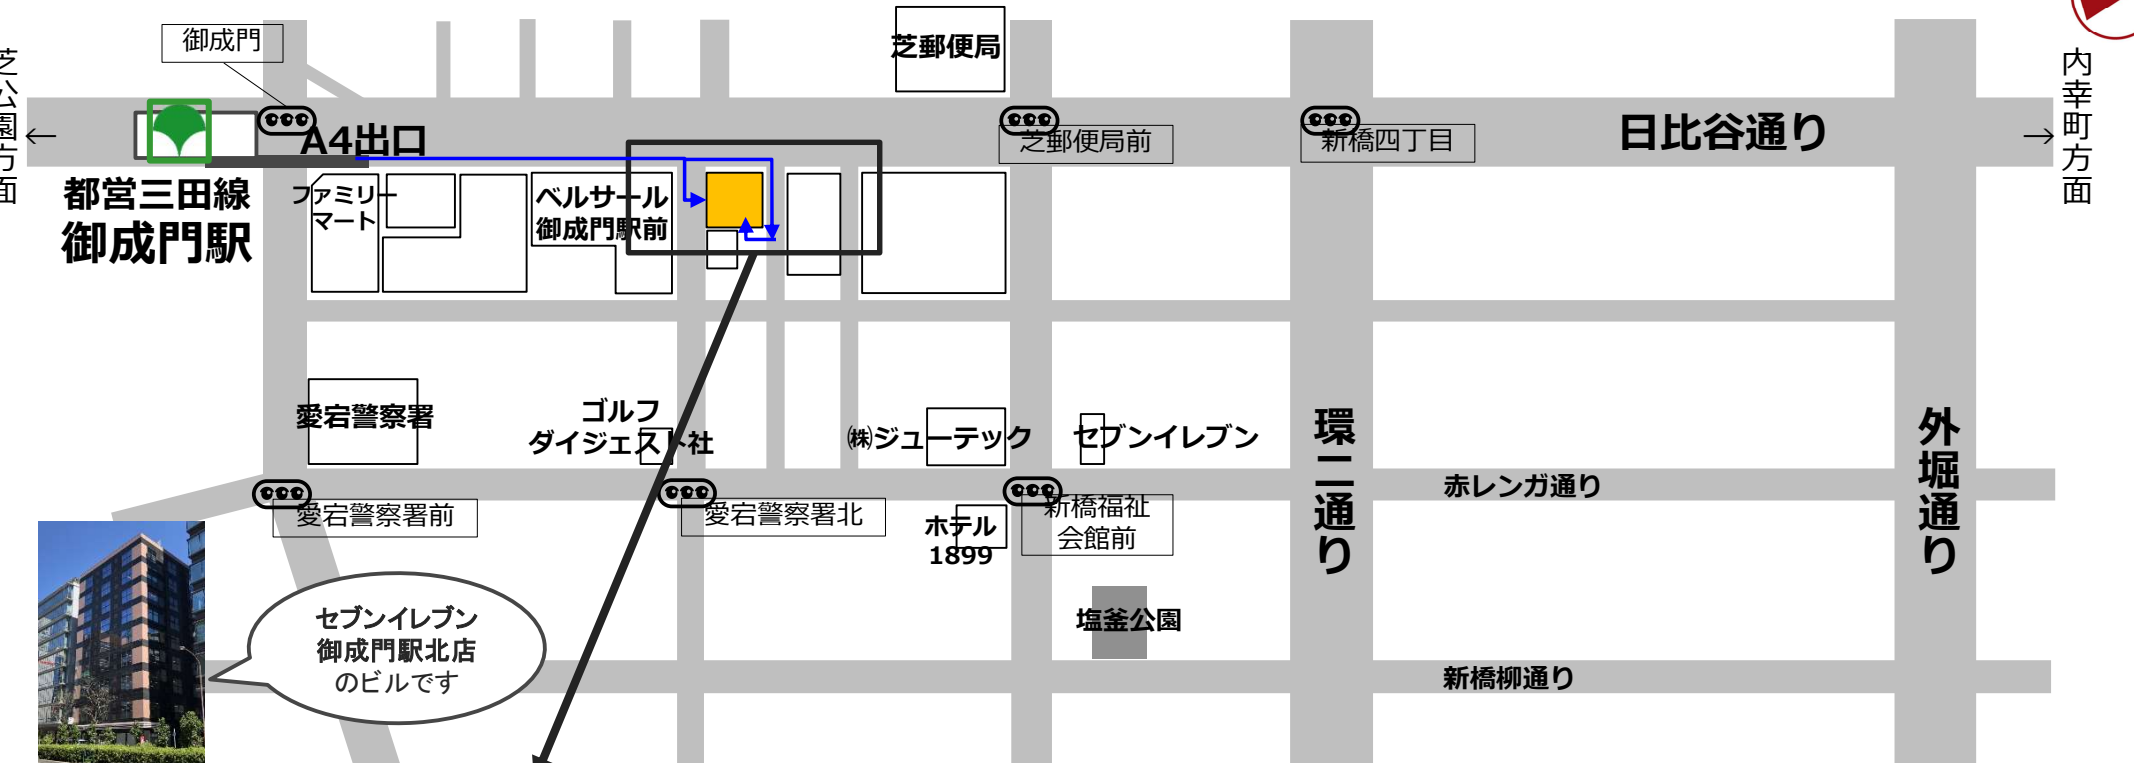 芝公園方面
←
御成門
芝郵便局
内幸町方面
→
A4出口
芝郵便局前
新橋四丁目
日比谷通り
都営三田線
御成門駅
ファミリー
マート
ベルサール
御成門駅前
愛宕警察署
ゴルフ
ダイジェスト社
㈱ジューテック
セブンイレブン
環二通り
外堀通り
赤レンガ通り
愛宕警察署前
愛宕警察署北
ホテル
1899
新橋福祉
会館前
塩釜公園
セブンイレブン
御成門駅北店
のビルです
新橋柳通り